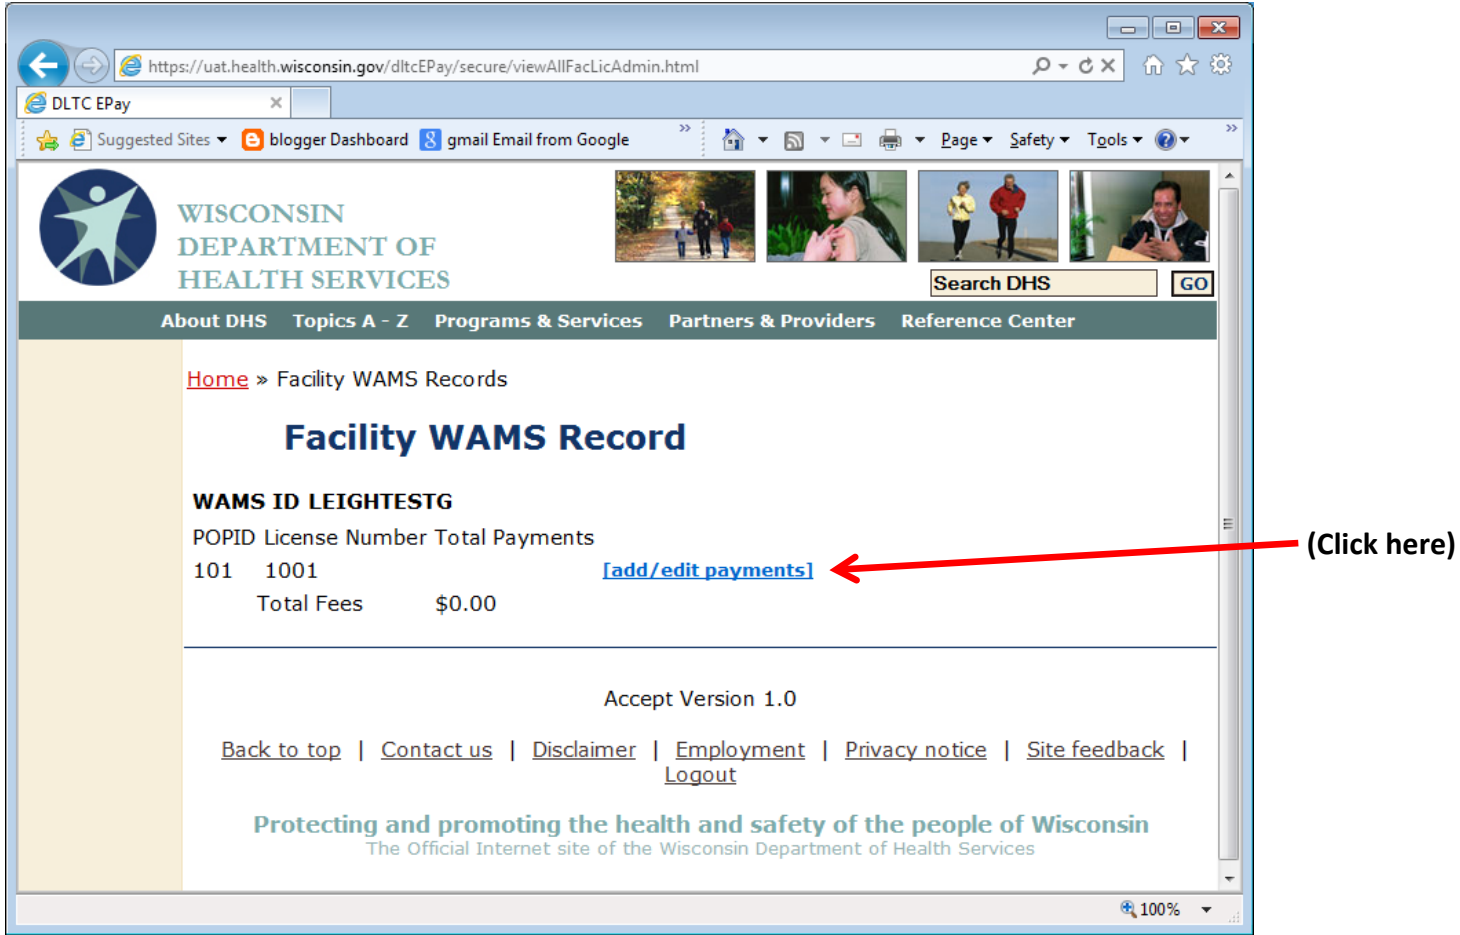 https://uat.health.wisconsin.gov/dltcEPay/secure/viewAllFacLicAdmin.html
DLTC EPay
Suggested Sites blogger Dashboard gmail Email from Google » Page Safety Tools »
WISCONSIN
DEPARTMENT OF
HEALTH SERVICES
Search DHS GO
About DHS Topics A - Z Programs & Services Partners & Providers Reference Center
Home » Facility WAMS Records
Facility WAMS Record
WAMS ID LEIGHTESTG
POPID License Number Total Payments
101 1001 [add/edit payments]
(Click here)
Total Fees $0.00
Accept Version 1.0
Back to top | Contact us | Disclaimer | Employment | Privacy notice | Site feedback |
Logout
Protecting and promoting the health and safety of the people of Wisconsin
The Official Internet site of the Wisconsin Department of Health Services
100%